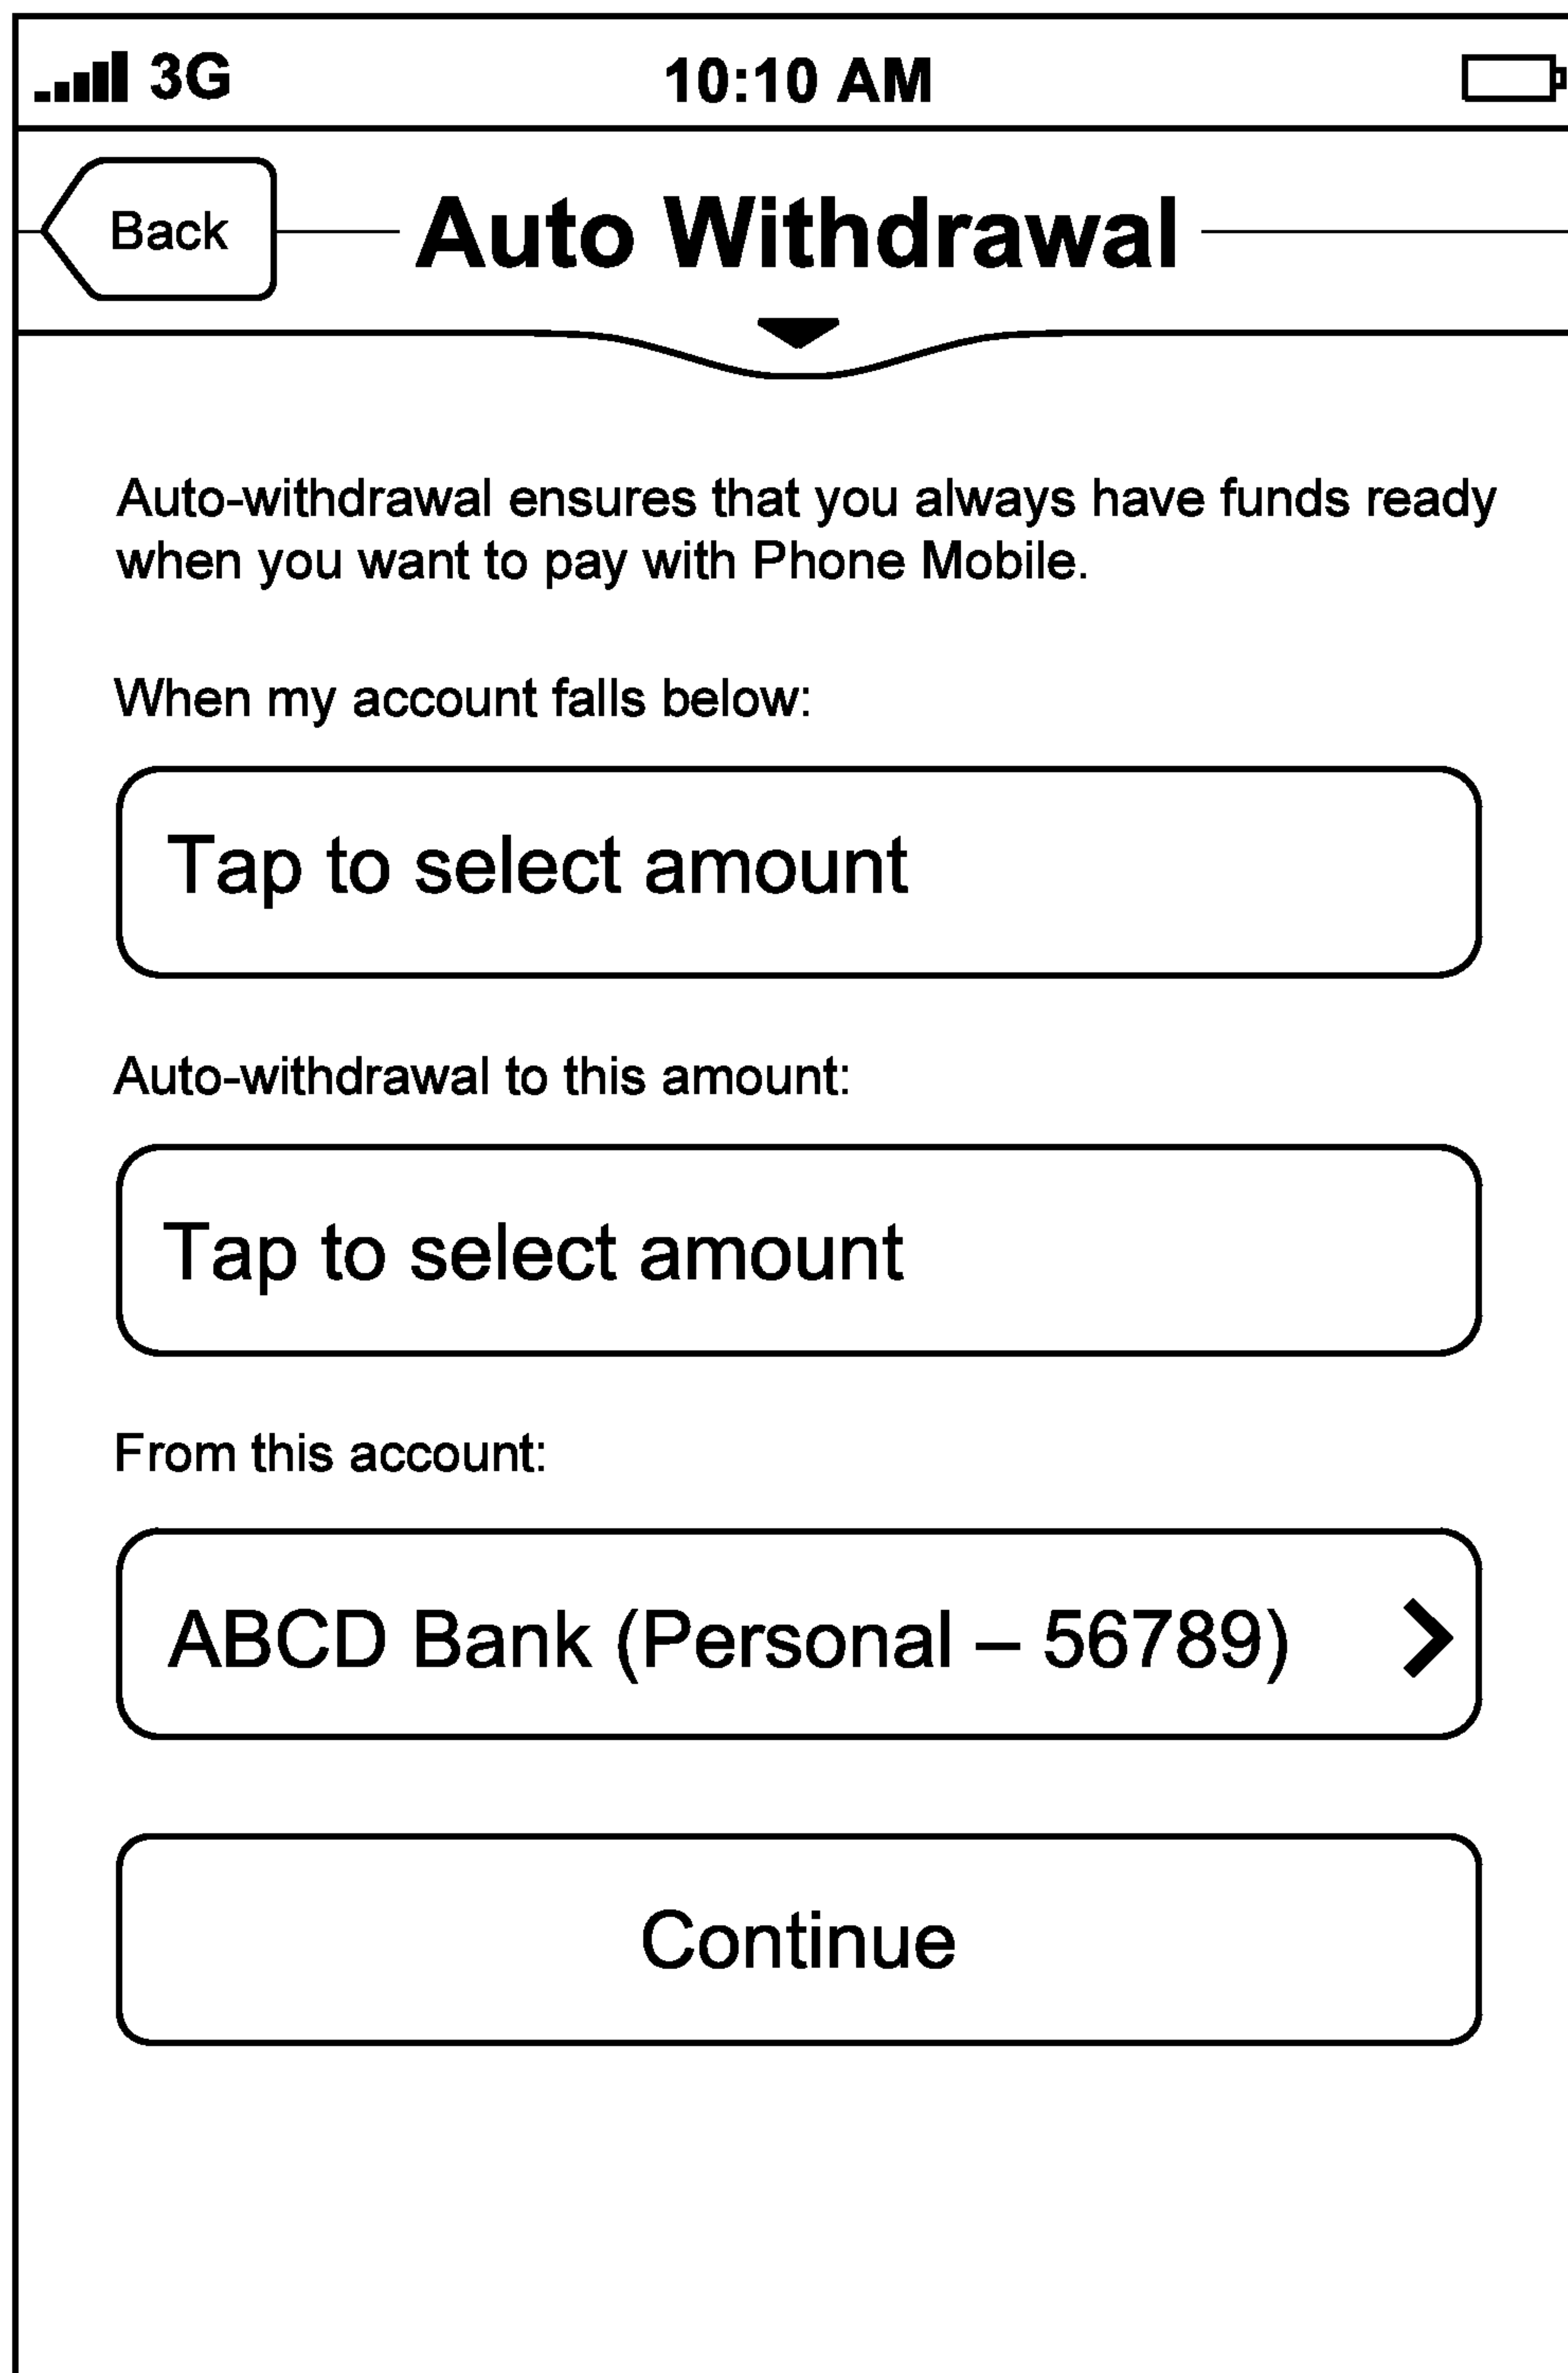 3G 10:10 AM
Back Auto Withdrawal
Auto-withdrawal ensures that you always have funds ready
when you want to pay with Phone Mobile.
When my account falls below:
Tap to select amount
Auto-withdrawal to this amount:
Tap to select amount
From this account:
ABCD Bank (Personal – 56789)
Continue